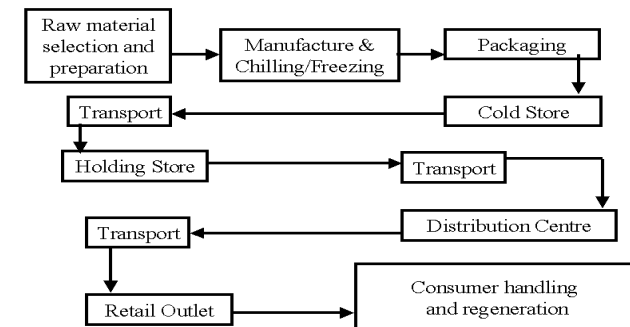 Raw material
selection and
preparation
Manufacture &
Chilling/Freezing
Packaging
Transport
Cold Store
Holding Store
Transport
Transport
Distribution Centre
Retail Outlet
Consumer handling
and regeneration